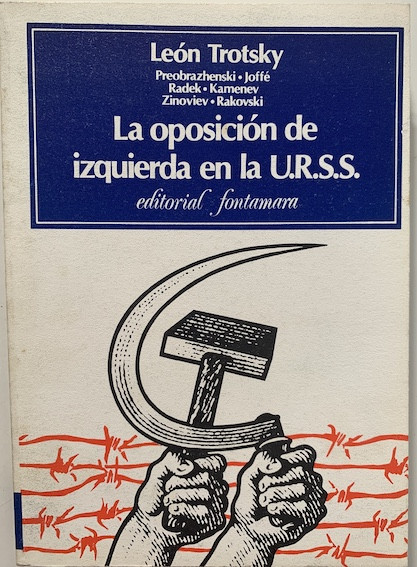 León Trotsky
Preobrazhenski • Joffé
Radek • Kamenev
Zinoviev • Rakovski
La oposición de
izquierda en la U.R.S.S.
editorial fontamara